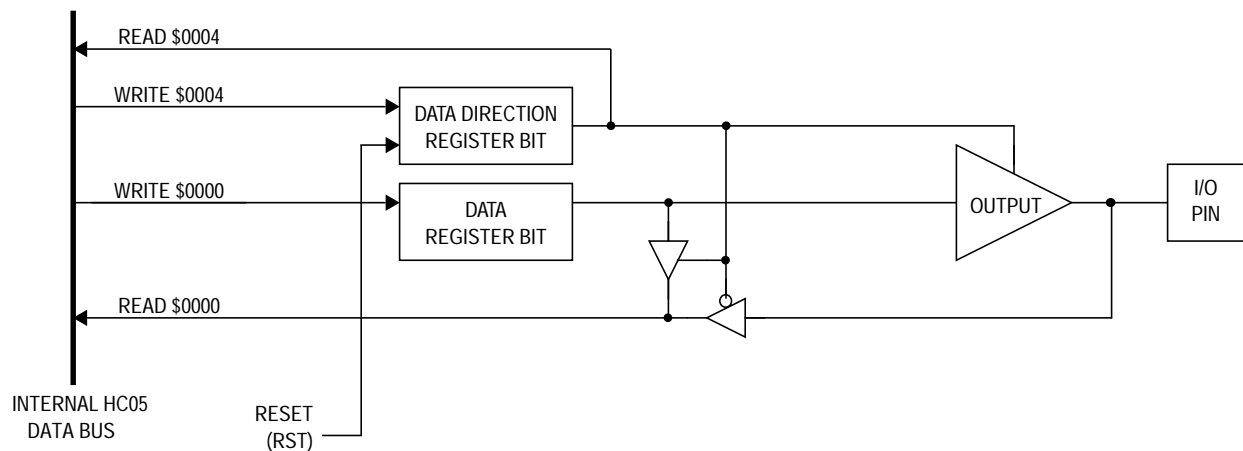 READ $0004
WRITE $0004
DATA DIRECTION
REGISTER BIT
WRITE $0000
DATA
REGISTER BIT
OUTPUT
I/O
PIN
READ $0000
INTERNAL HC05
DATA BUS
RESET
(RST)